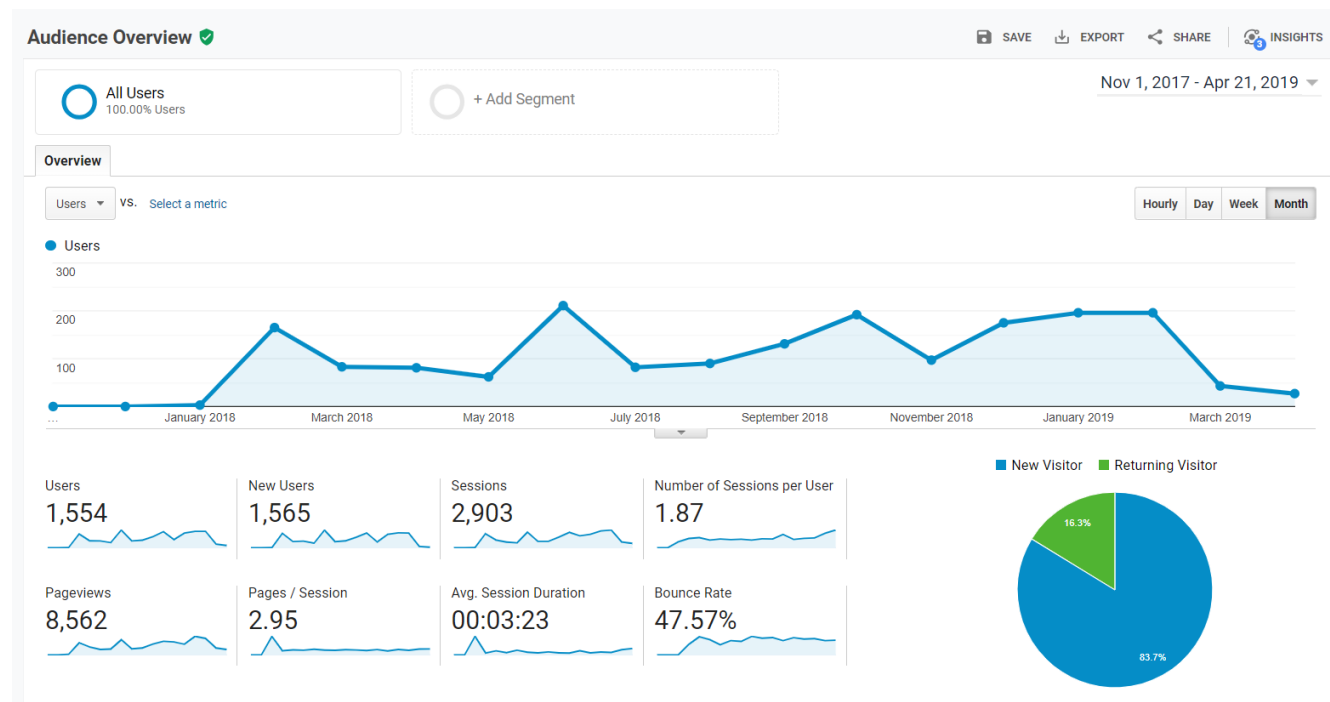 Audience Overview
SAVE EXPORT SHARE 3 INSIGHTS
All Users
100.00% Users
+ Add Segment
Nov 1, 2017 - Apr 21, 2019
Overview
Users VS. Select a metric
Hourly Day Week Month
Users
300
200
100
... January 2018 March 2018 May 2018 July 2018 September 2018 November 2018 January 2019 March 2019
New Visitor Returning Visitor
Users New Users Sessions Number of Sessions per User
1,554 1,565 2,903 1.87
Pageviews Pages / Session Avg. Session Duration Bounce Rate
8,562 2.95 00:03:23 47.57%
16.3%
83.7%